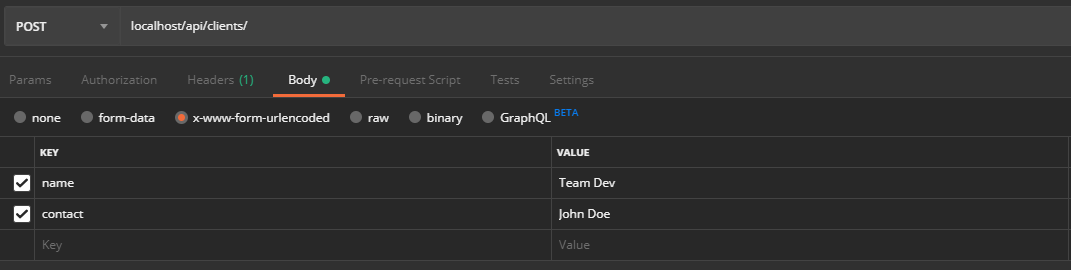 POST localhost/api/clients/
Params Authorization Headers (1) Body Pre-request Script Tests Settings
none form-data x-www-form-urlencoded raw binary GraphQL BETA
KEY VALUE
name Team Dev
contact John Doe
Key Value